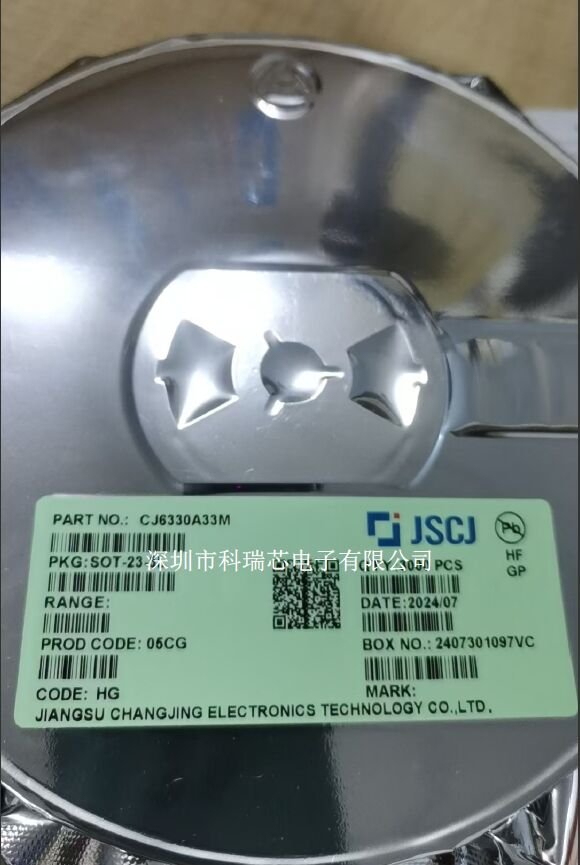 PART NO.: CJ6330A33M
JSCJ
Pb
HF
GP
PKG:SOT-23-
深圳市科瑞芯电子有限公司
PCS
RANGE:
DATE:2024/07
PROD CODE: 05CG
BOX NO.: 2407301097VC
CODE: HG
MARK:
JIANGSU CHANGJING ELECTRONICS TECHNOLOGY CO.,LTD.